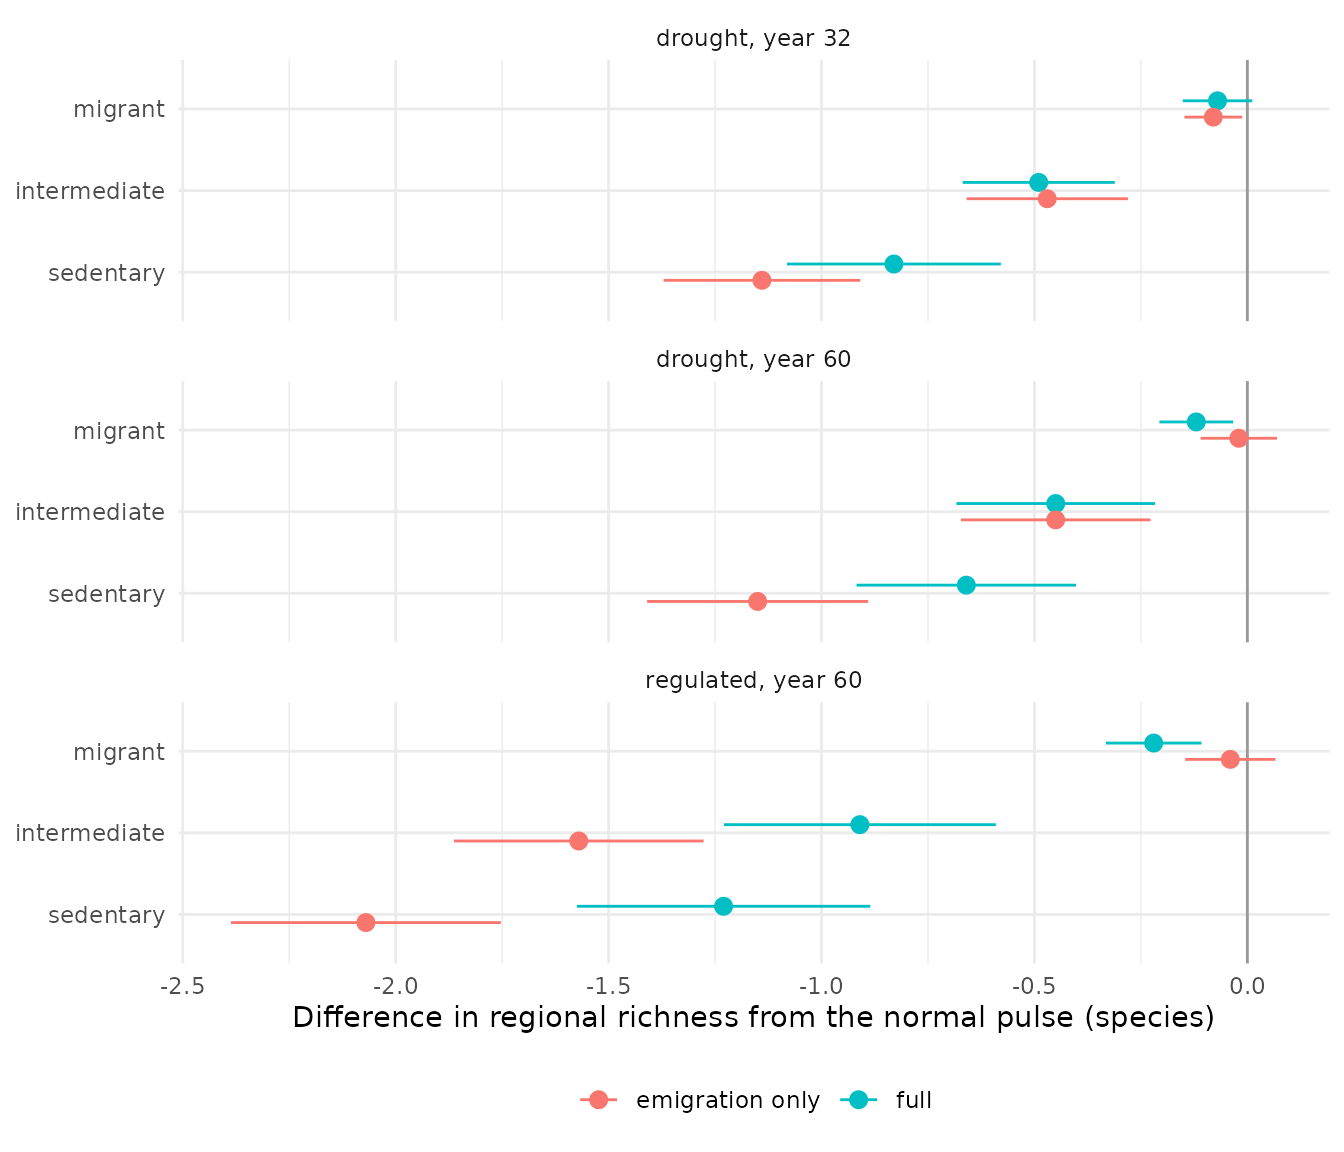 drought, year 32
migrant
intermediate
sedentary
drought, year 60
migrant
intermediate
sedentary
regulated, year 60
migrant
intermediate
sedentary
-2.5 -2.0 -1.5 -1.0 -0.5 0.0
Difference in regional richness from the normal pulse (species)
emigration only full